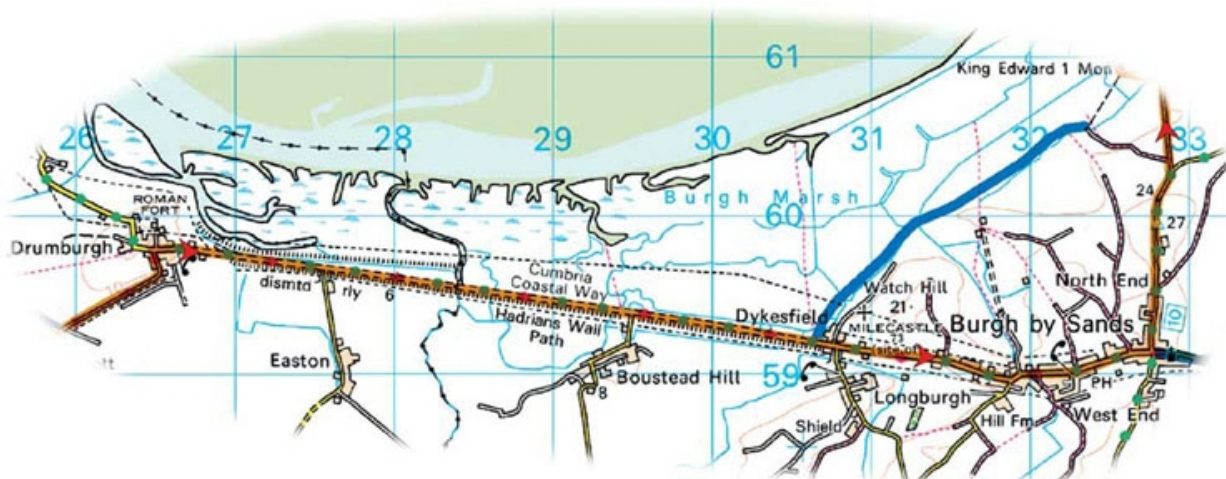 61
King Edward 1 Mon
26
27
28
29
30
31
32
33
24
27
Burgh Marsh
60
ROMAN
FORT
Drumburgh
Cumbria
Coastal Way
dismtd rly
6
Hadrians Wall
Path
Dykesfield
Watch Hill
21
MILECASTLE
73
North End
Burgh by Sands
10
Easton
Boustead Hill
8
59
Longburgh
PH
West End
Shield
Hill Fm